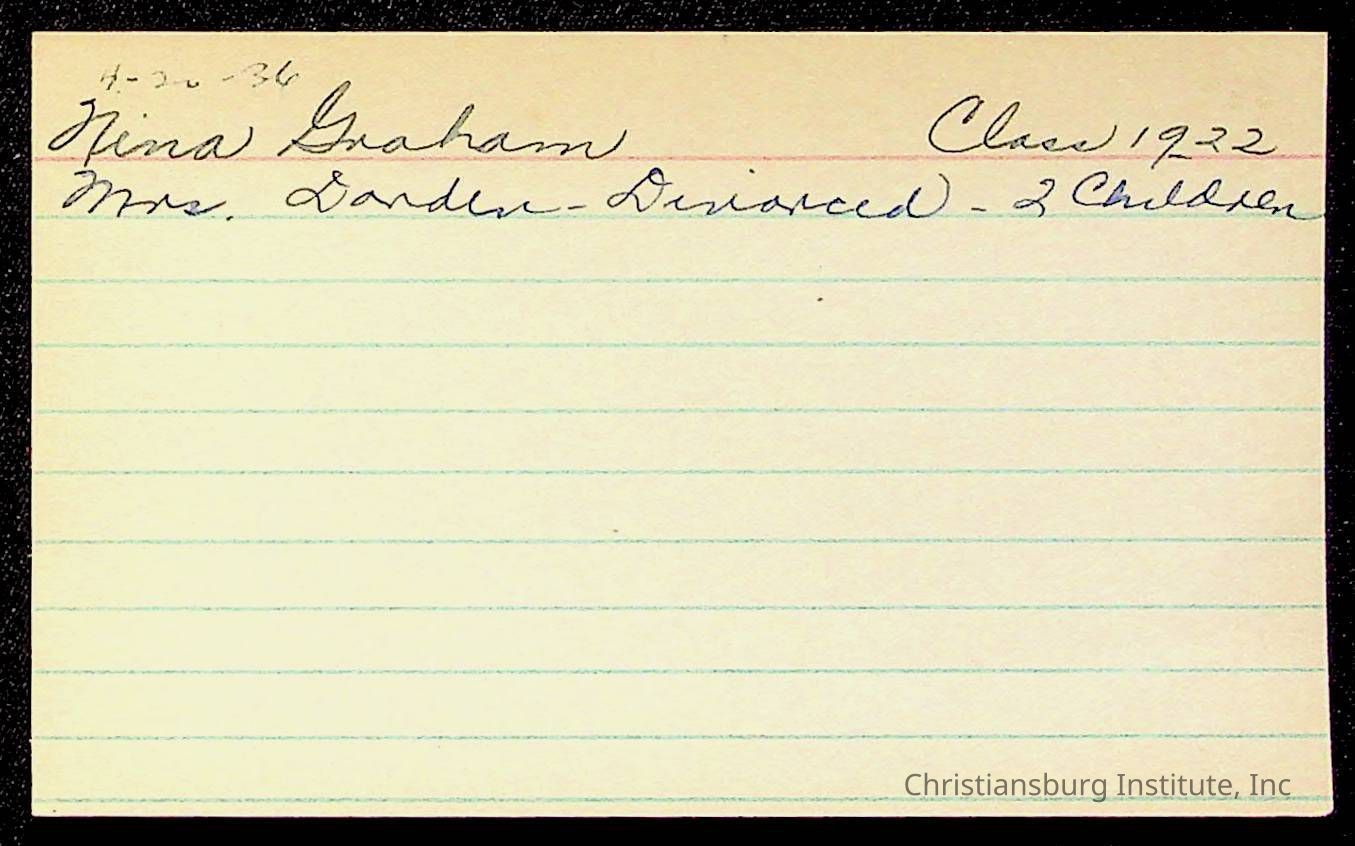 4-20-36
Nina Graham Class 1922
Mrs. Darden - Divorced - 2 Children
Christiansburg Institute, Inc